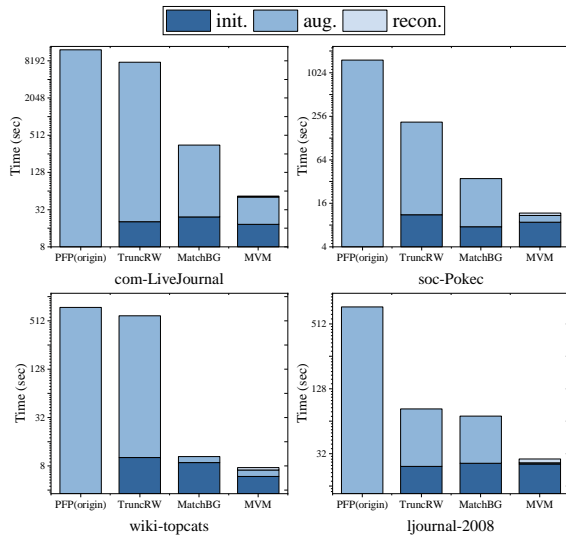 init. aug. recon.
Time (sec)
8192
2048
512
128
32
8
PFP(origin) TruncRW MatchBG MVM
com-LiveJournal
Time (sec)
1024
256
64
16
4
PFP(origin) TruncRW MatchBG MVM
soc-Pokec
Time (sec)
512
128
32
8
PFP(origin) TruncRW MatchBG MVM
wiki-topcats
Time (sec)
512
128
32
PFP(origin) TruncRW MatchBG MVM
ljournal-2008